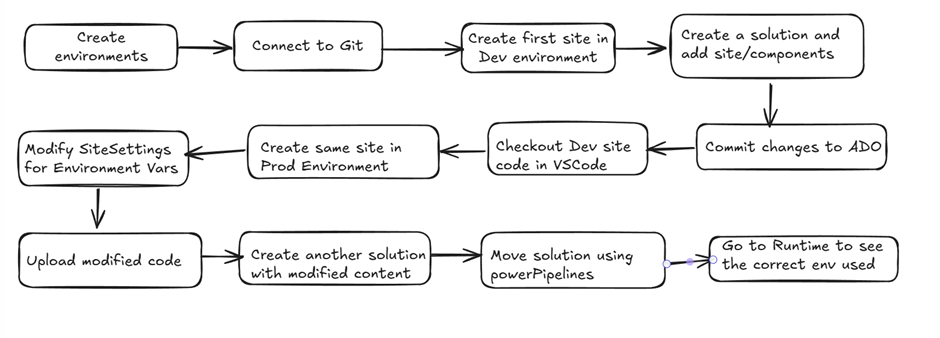 Create
environments
Connect to Git
Create first site in
Dev environment
Create a solution and
add site/components
Commit changes to ADO
Checkout Dev site
code in VSCode
Create same site in
Prod Environment
Modify SiteSettings
for Environment Vars
Upload modified code
Create another solution
with modified content
Move solution using
powerPipelines
Go to Runtime to see
the correct env used